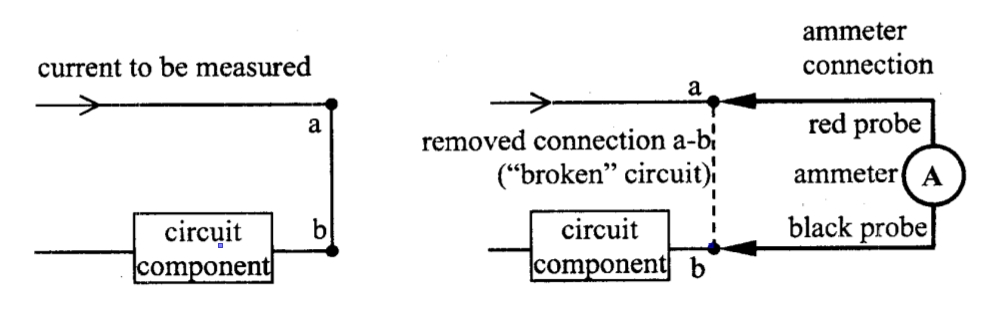 current to be measured
a
b
circuit
component
ammeter
connection
a
red probe
removed connection a-b
("broken" circuit)
ammeter
A
black probe
circuit
component
b